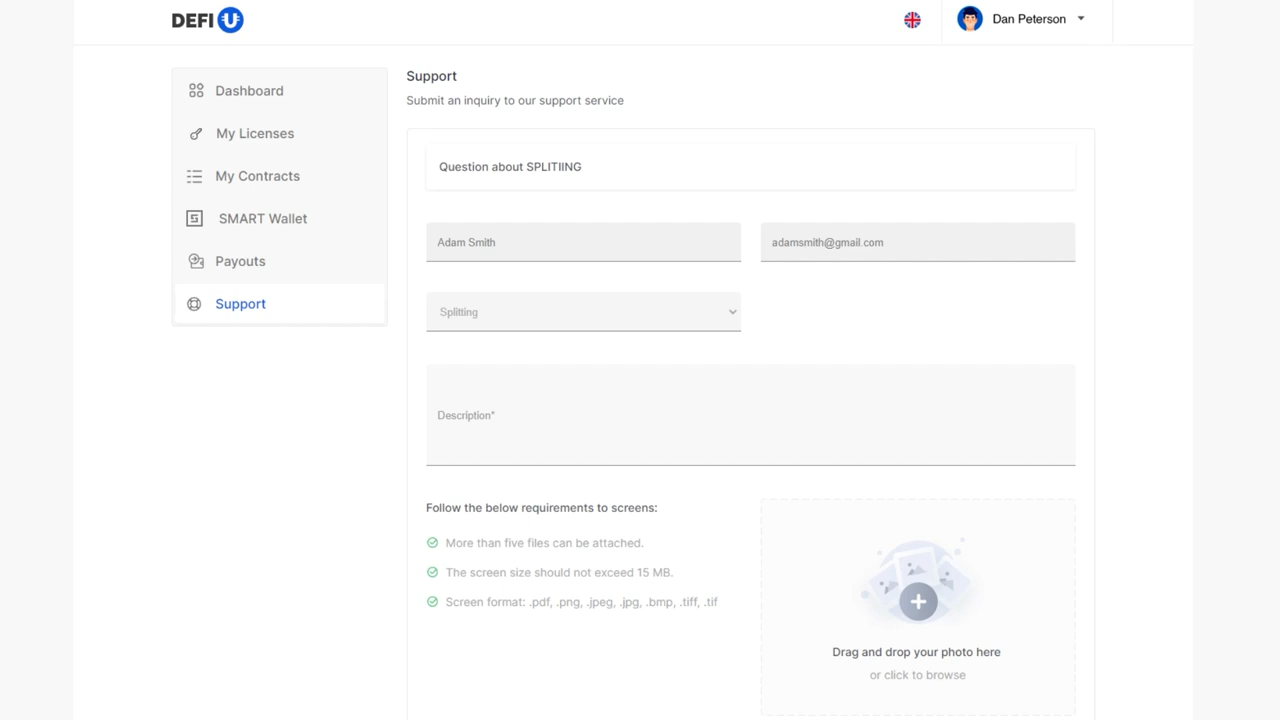 DEFI U
Dan Peterson
Dashboard
My Licenses
My Contracts
SMART Wallet
Payouts
Support
Support
Submit an inquiry to our support service
Question about SPLITIING
Adam Smith
adamsmith@gmail.com
Splitting
Description*
Follow the below requirements to screens:
More than five files can be attached.
The screen size should not exceed 15 MB.
Screen format: .pdf, .png, .jpeg, .jpg, .bmp, .tiff, .tif
Drag and drop your photo here
or click to browse